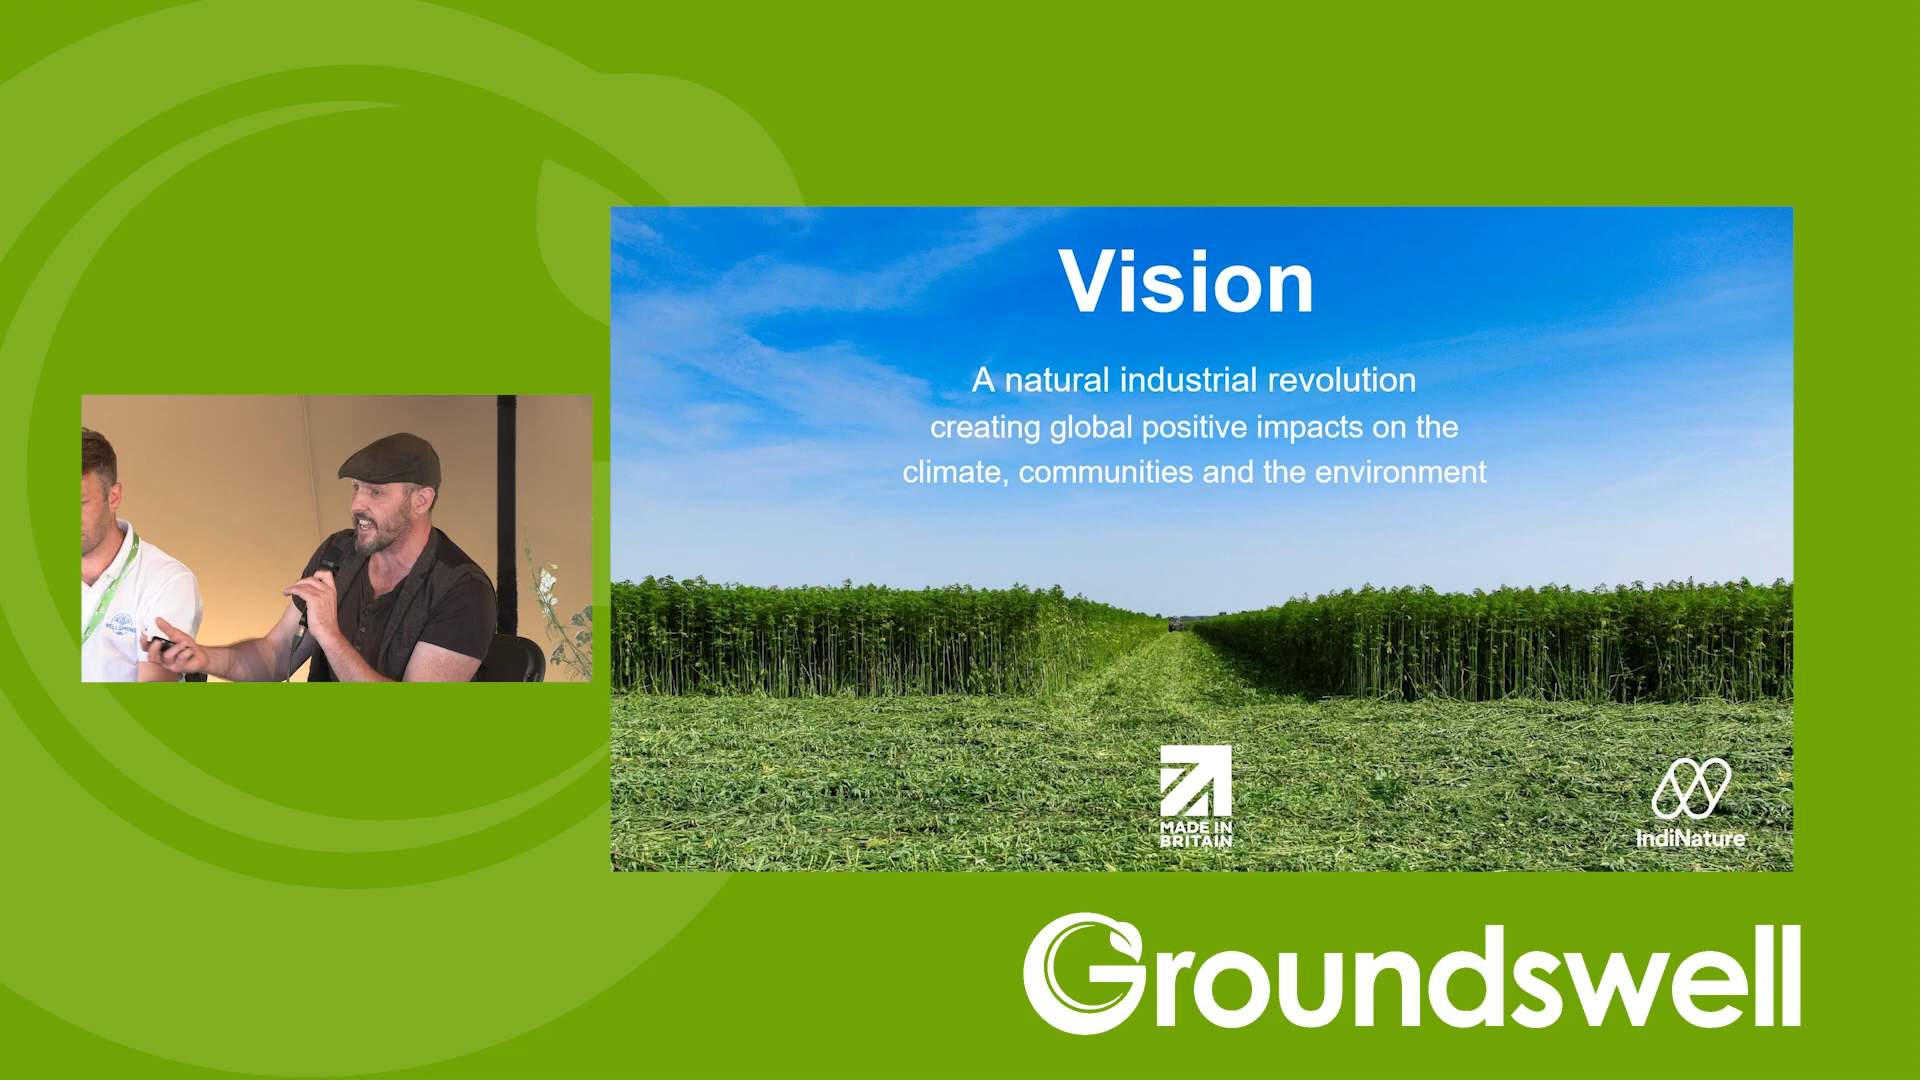 Vision
A natural industrial revolution
creating global positive impacts on the
climate, communities and the environment
WELLSPRING
MADE IN
BRITAIN
IndiNature
Groundswell